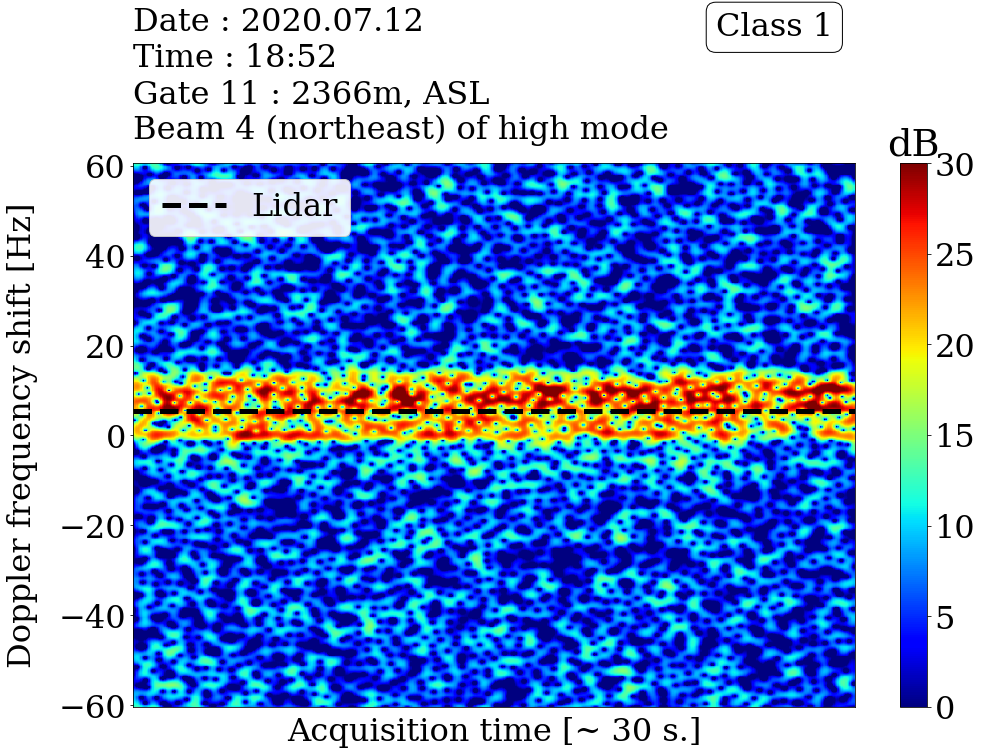 Date : 2020.07.12
Time : 18:52
Gate 11 : 2366m, ASL
Beam 4 (northeast) of high mode
Class 1
dB
Lidar
Doppler frequency shift [Hz]
60
40
20
0
−20
−40
−60
30
25
20
15
10
5
0
Acquisition time [~ 30 s.]